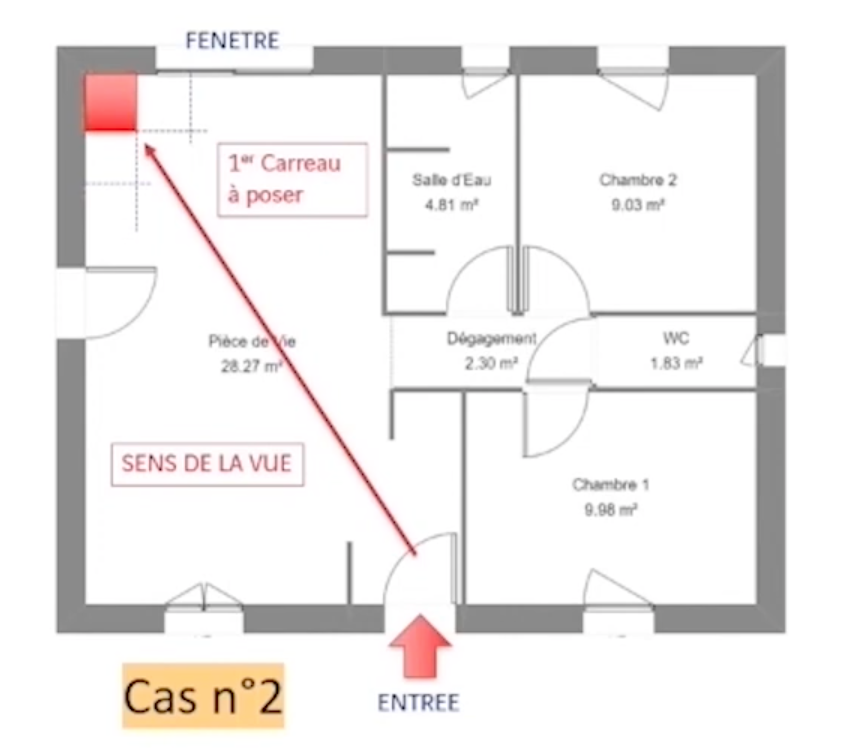 FENETRE
1er Carreau
à poser
Salle d'Eau
4.81 m²
Chambre 2
9.03 m²
Pièce de Vie
28.27 m²
Dégagement
2.30 m²
WC
1.83 m²
SENS DE LA VUE
Chambre 1
9.98 m²
Cas n°2
ENTREE